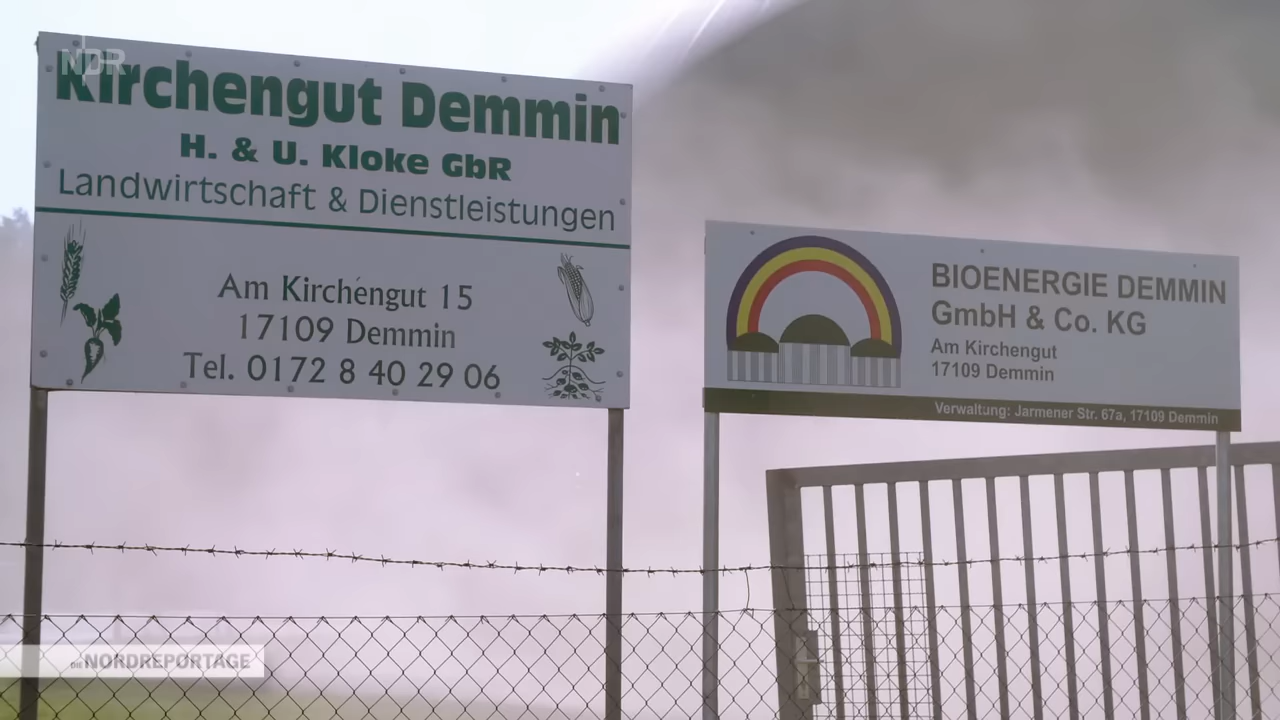 NDR
Kirchengut Demmin
H. & U. Kloke GbR
Landwirtschaft & Dienstleistungen
Am Kirchengut 15
17109 Demmin
Tel. 0172 8 40 29 06
BIOENERGIE DEMMIN
GmbH & Co. KG
Am Kirchengut
17109 Demmin
Verwaltung: Jarmener Str. 67a, 17109 Demmin
DIE NORDREPORTAGE